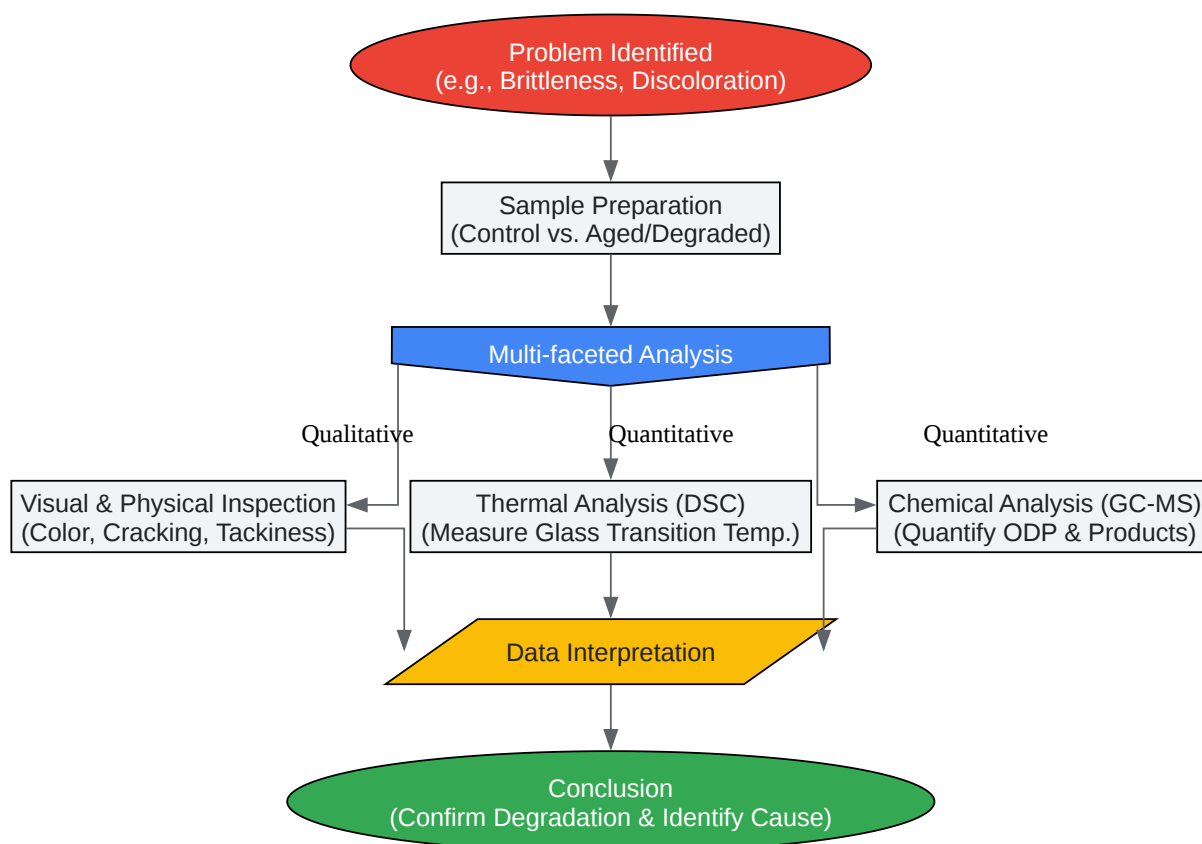 Problem Identified
(e.g., Brittleness, Discoloration)
Sample Preparation
(Control vs. Aged/Degraded)
Multi-faceted Analysis
Qualitative
Quantitative
Quantitative
Visual & Physical Inspection
(Color, Cracking, Tackiness)
Thermal Analysis (DSC)
(Measure Glass Transition Temp.)
Chemical Analysis (GC-MS)
(Quantify ODP & Products)
Data Interpretation
Conclusion
(Confirm Degradation & Identify Cause)